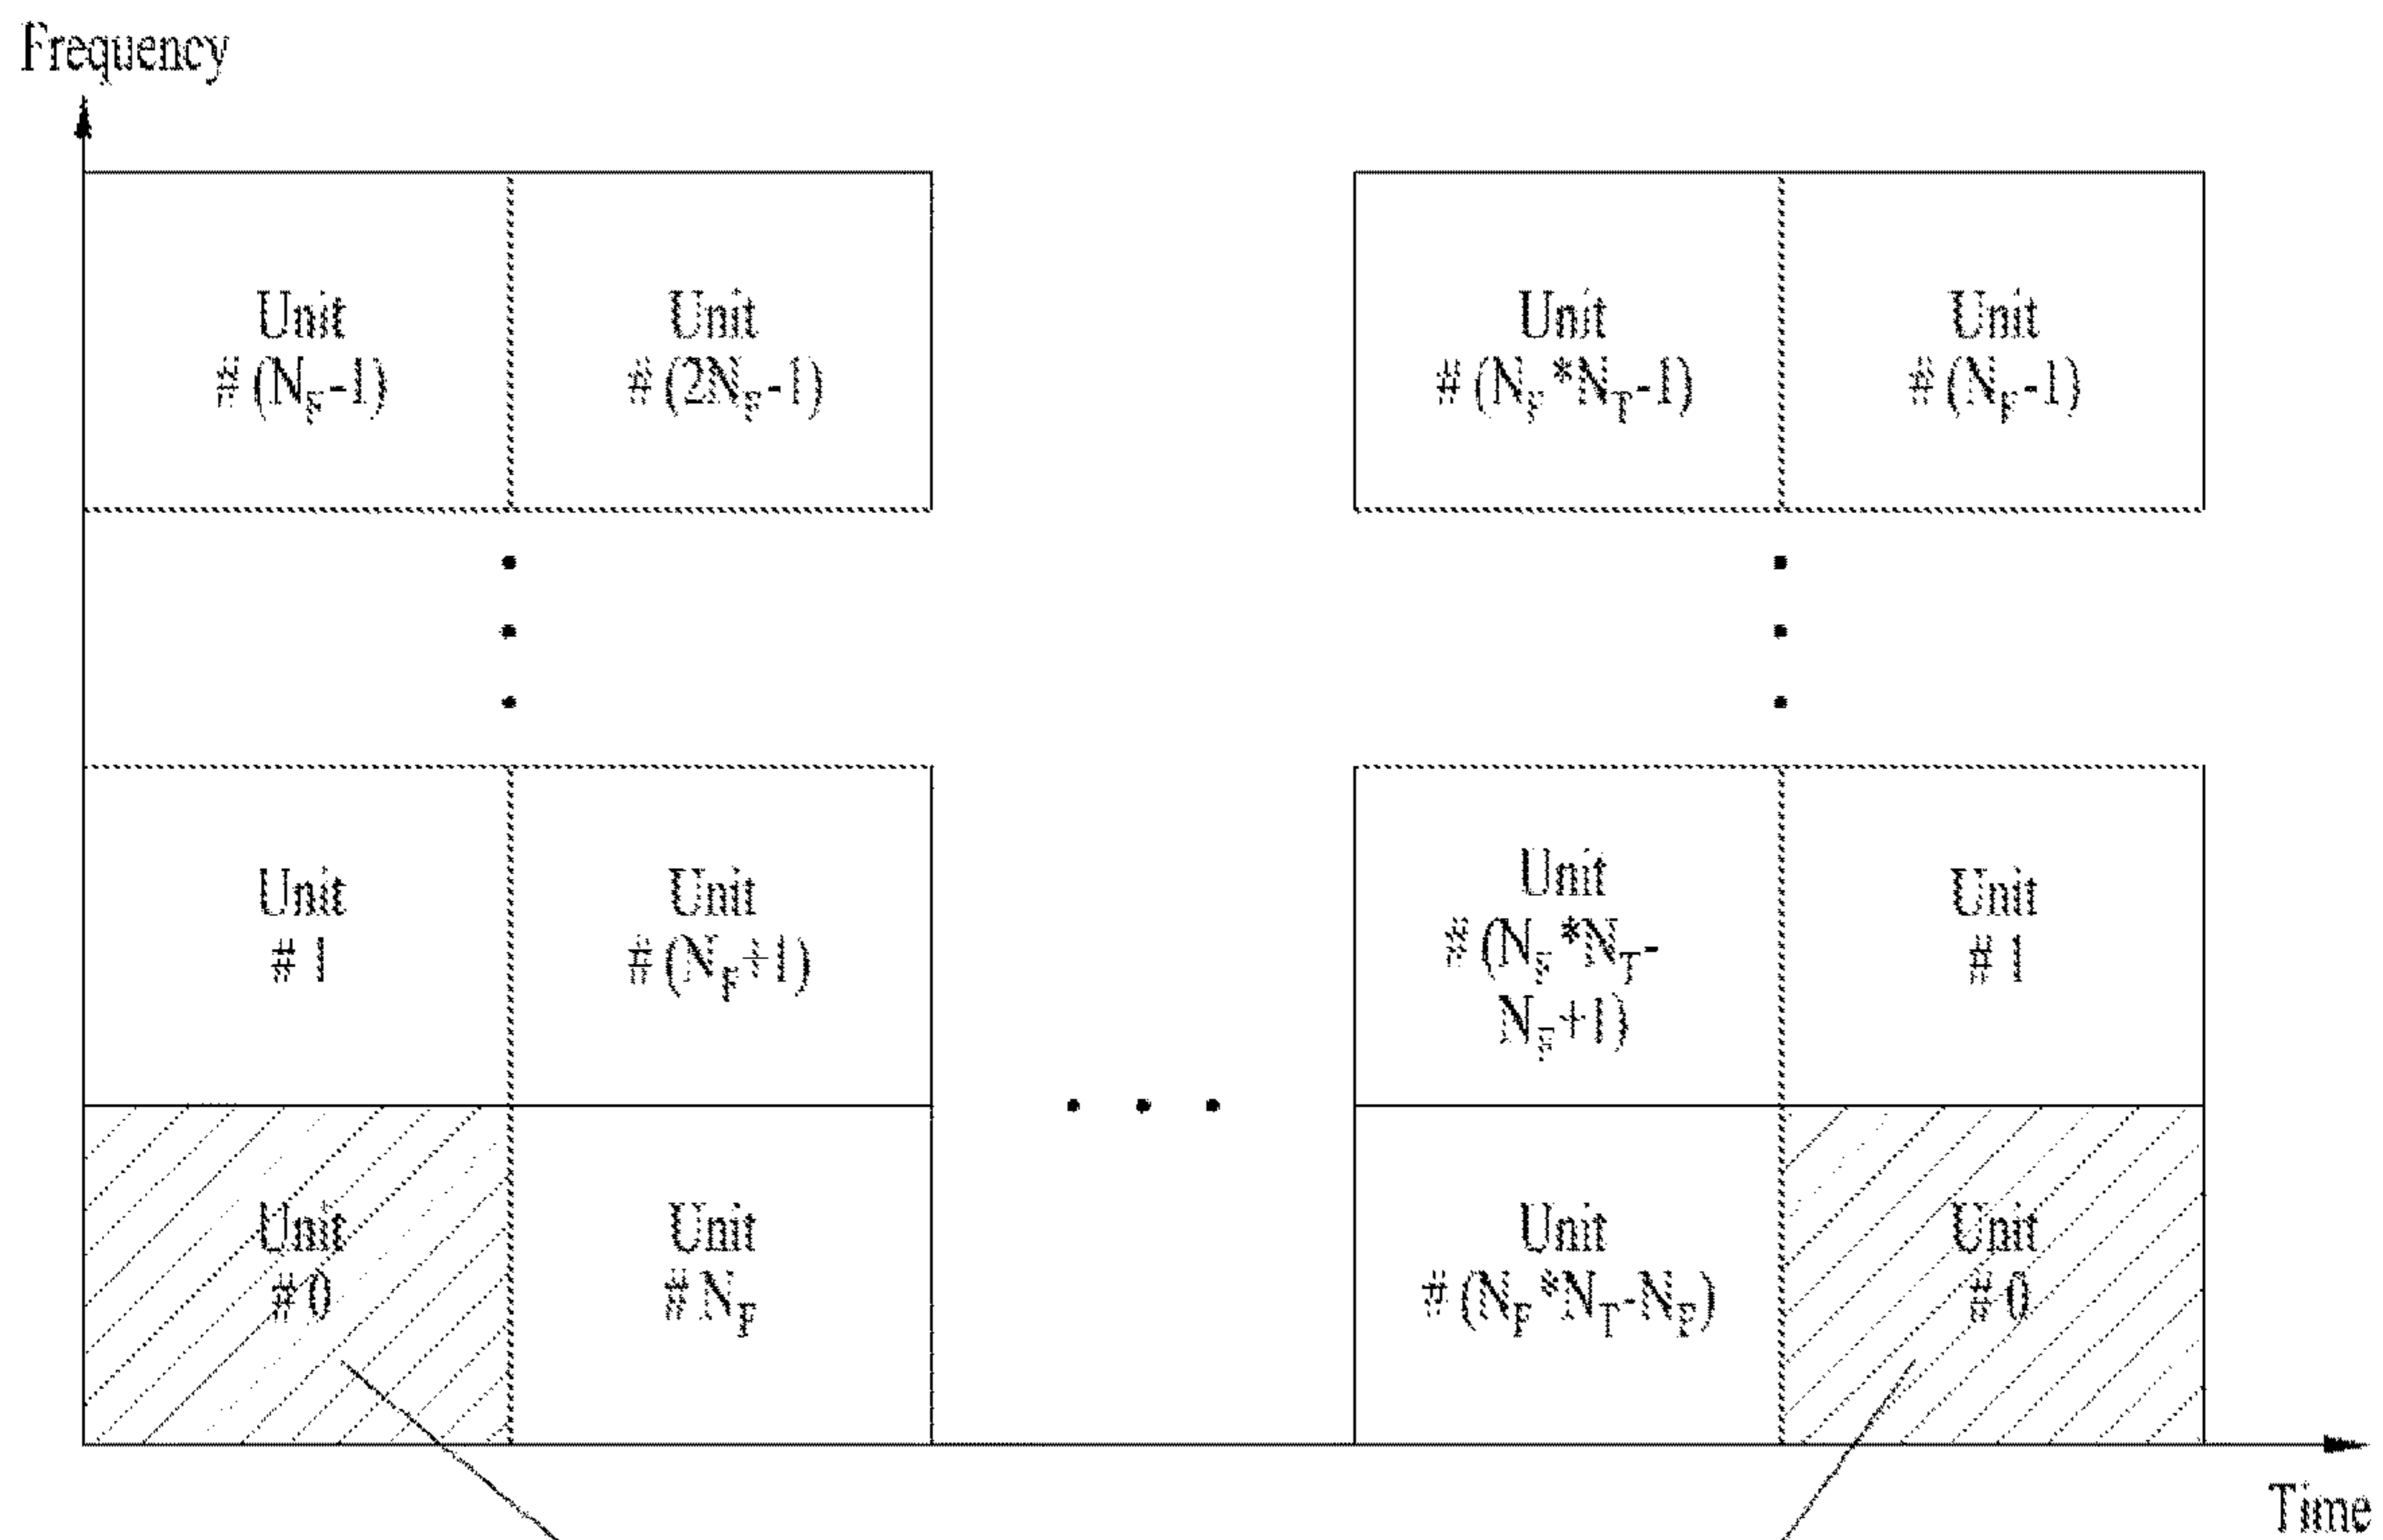 Frequency
Unit
#(N_F-1)
Unit
#(2N_F-1)
Unit
#(N_F*N_T-1)
Unit
#(N_F-1)
Unit
#1
Unit
#(N_F+1)
Unit
#(N_F*N_T-
N_F+1)
Unit
#1
Unit
#0
Unit
#N_F
Unit
#(N_F*N_T-N_F)
Unit
#0
Time